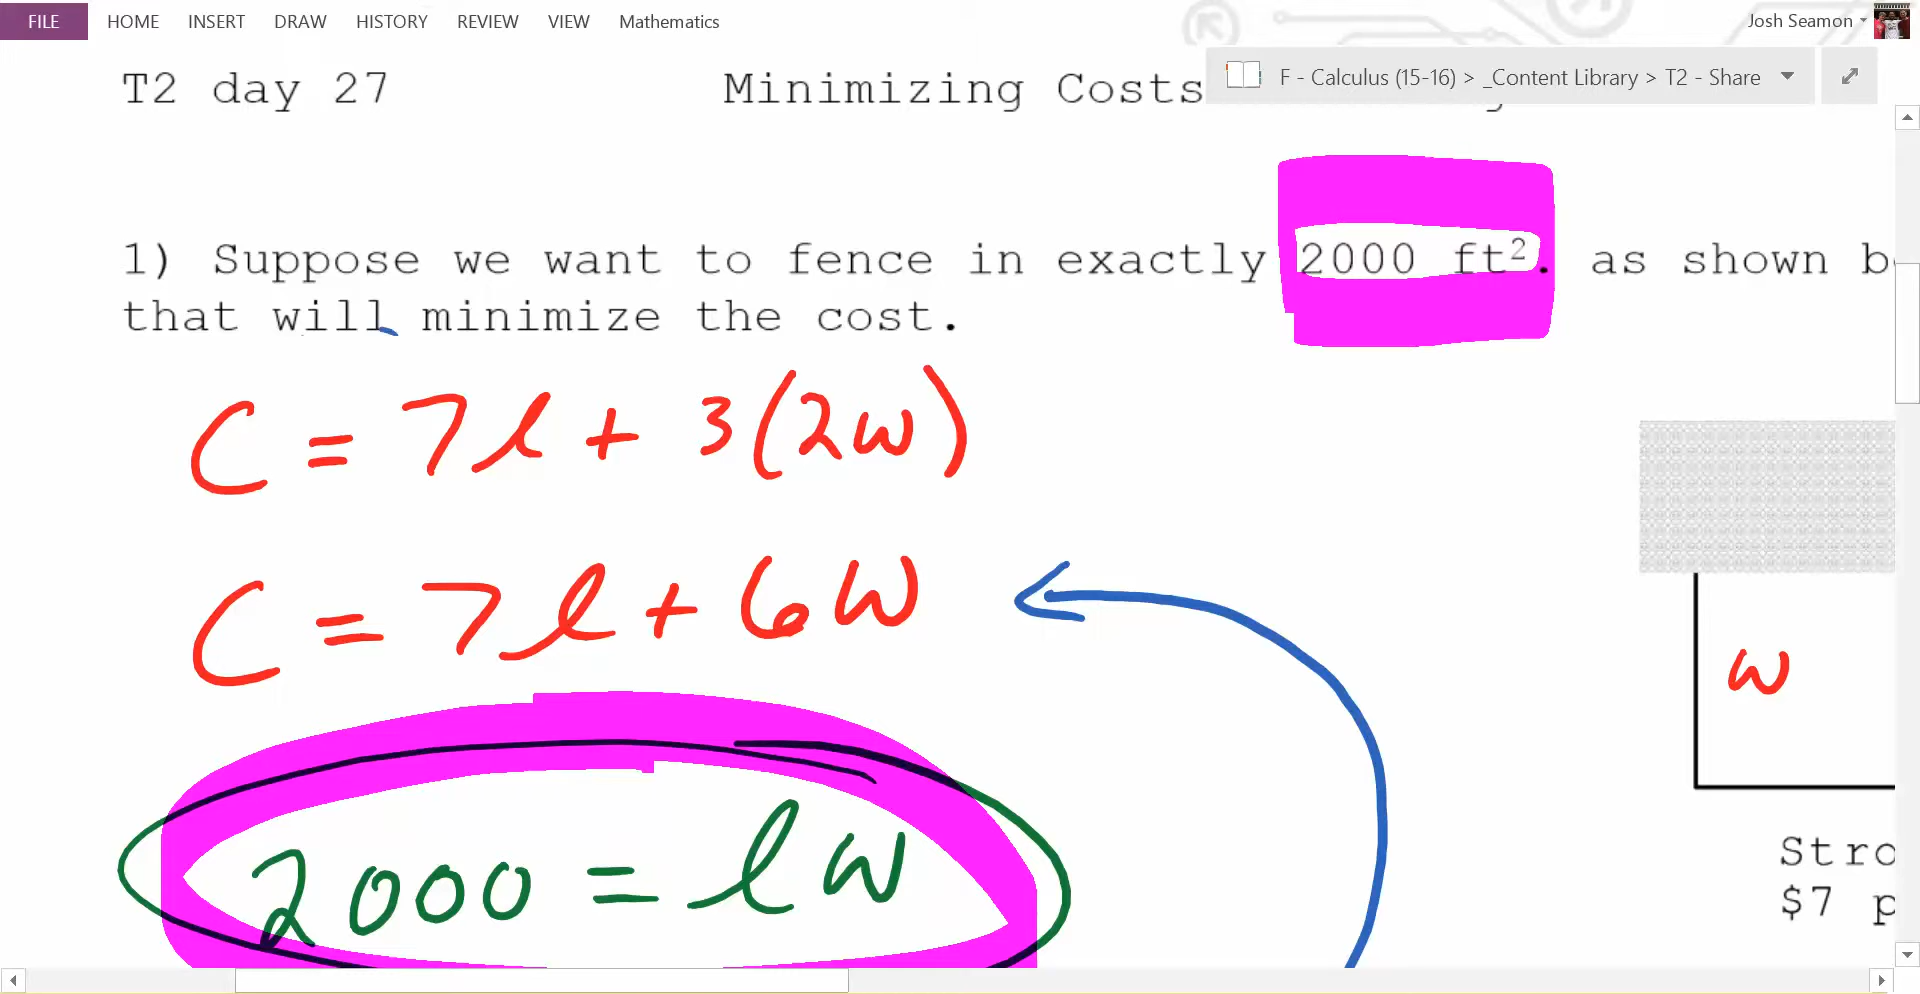 FILE HOME INSERT DRAW HISTORY REVIEW VIEW Mathematics Josh Seamon
F - Calculus (15-16) > _Content Library > T2 - Share
T2 day 27 Minimizing Costs
1) Suppose we want to fence in exactly 2000 ft². as shown b
that will minimize the cost.
C = 7l + 3(2w)
C = 7l + 6w
w
2000 = lw
Stro
$7 p